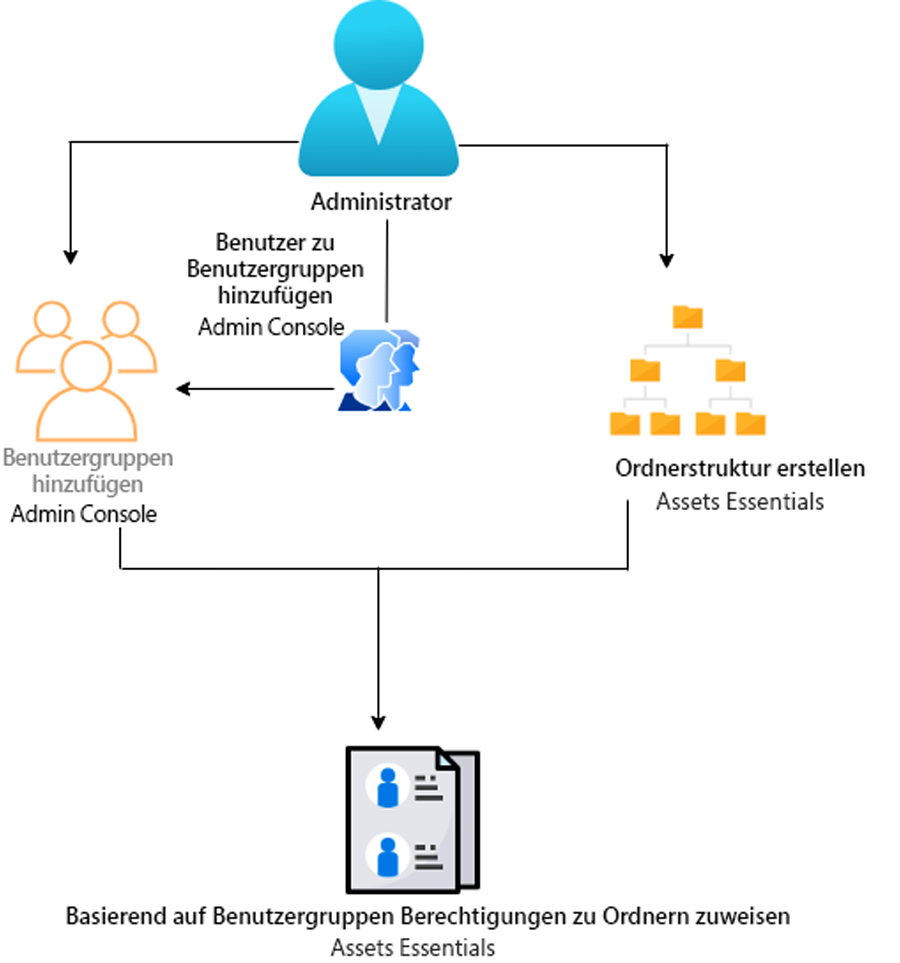 Administrator
Benutzer zu
Benutzergruppen
hinzufügen
Admin Console
Benutzergruppen
hinzufügen
Admin Console
Ordnerstruktur erstellen
Assets Essentials
Basierend auf Benutzergruppen Berechtigungen zu Ordnern zuweisen
Assets Essentials